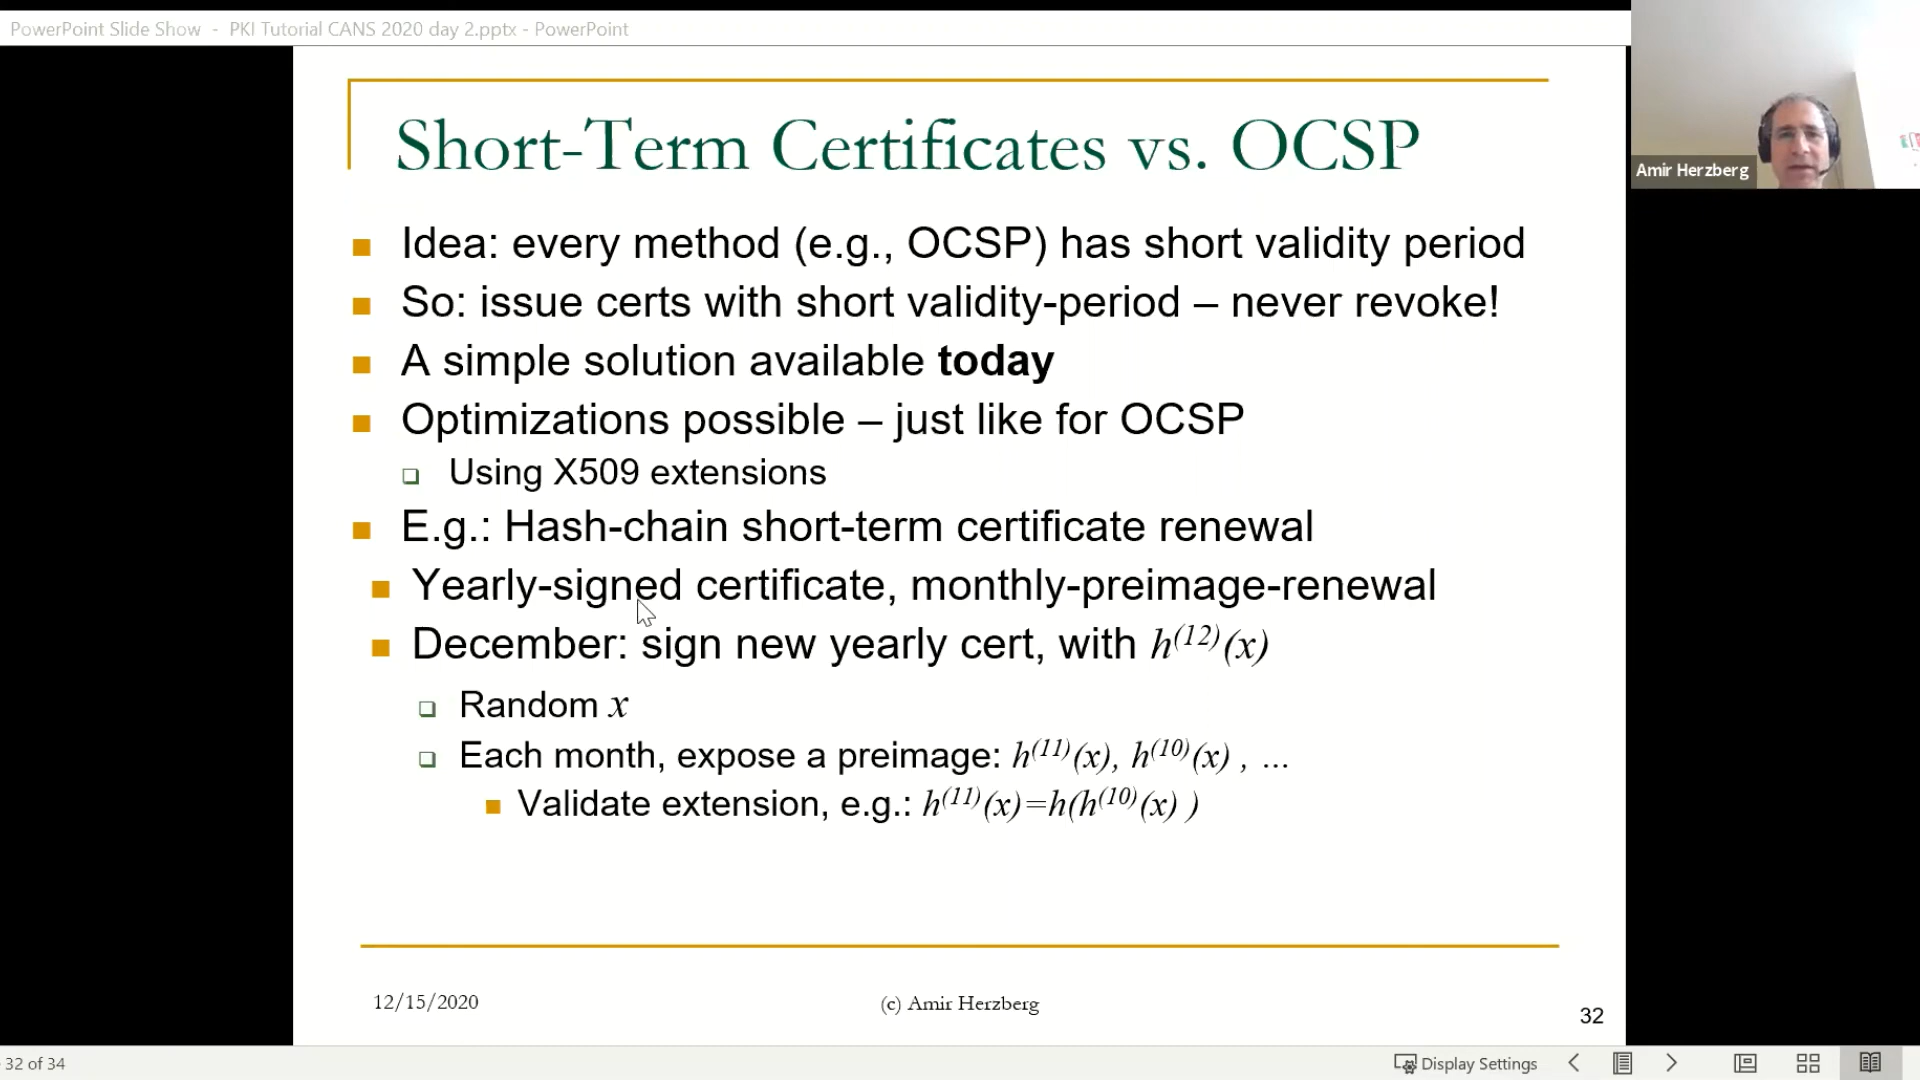 PowerPoint Slide Show - PKI Tutorial CANS 2020 day 2.pptx - PowerPoint
Amir Herzberg
Short-Term Certificates vs. OCSP
Idea: every method (e.g., OCSP) has short validity period
So: issue certs with short validity-period – never revoke!
A simple solution available today
Optimizations possible – just like for OCSP
Using X509 extensions
E.g.: Hash-chain short-term certificate renewal
Yearly-signed certificate, monthly-preimage-renewal
December: sign new yearly cert, with h^(12)(x)
Random x
Each month, expose a preimage: h^(11)(x), h^(10)(x) , ...
Validate extension, e.g.: h^(11)(x)=h(h^(10)(x) )
12/15/2020
(c) Amir Herzberg
32
32 of 34
Display Settings